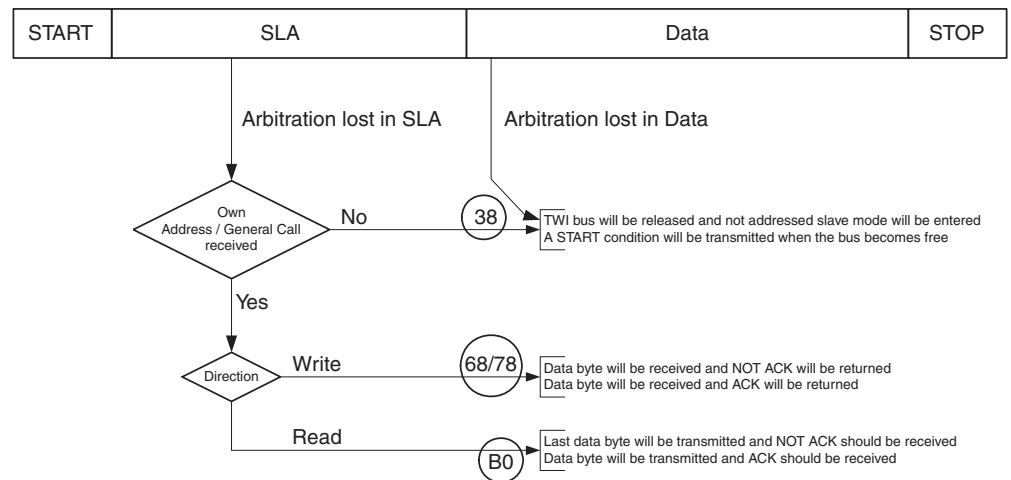 START SLA Data STOP
Arbitration lost in SLA Arbitration lost in Data
Own
Address / General Call
received
No
38
TWI bus will be released and not addressed slave mode will be entered
A START condition will be transmitted when the bus becomes free
Yes
Direction
Write
68/78
Data byte will be received and NOT ACK will be returned
Data byte will be received and ACK will be returned
Read
B0
Last data byte will be transmitted and NOT ACK should be received
Data byte will be transmitted and ACK should be received